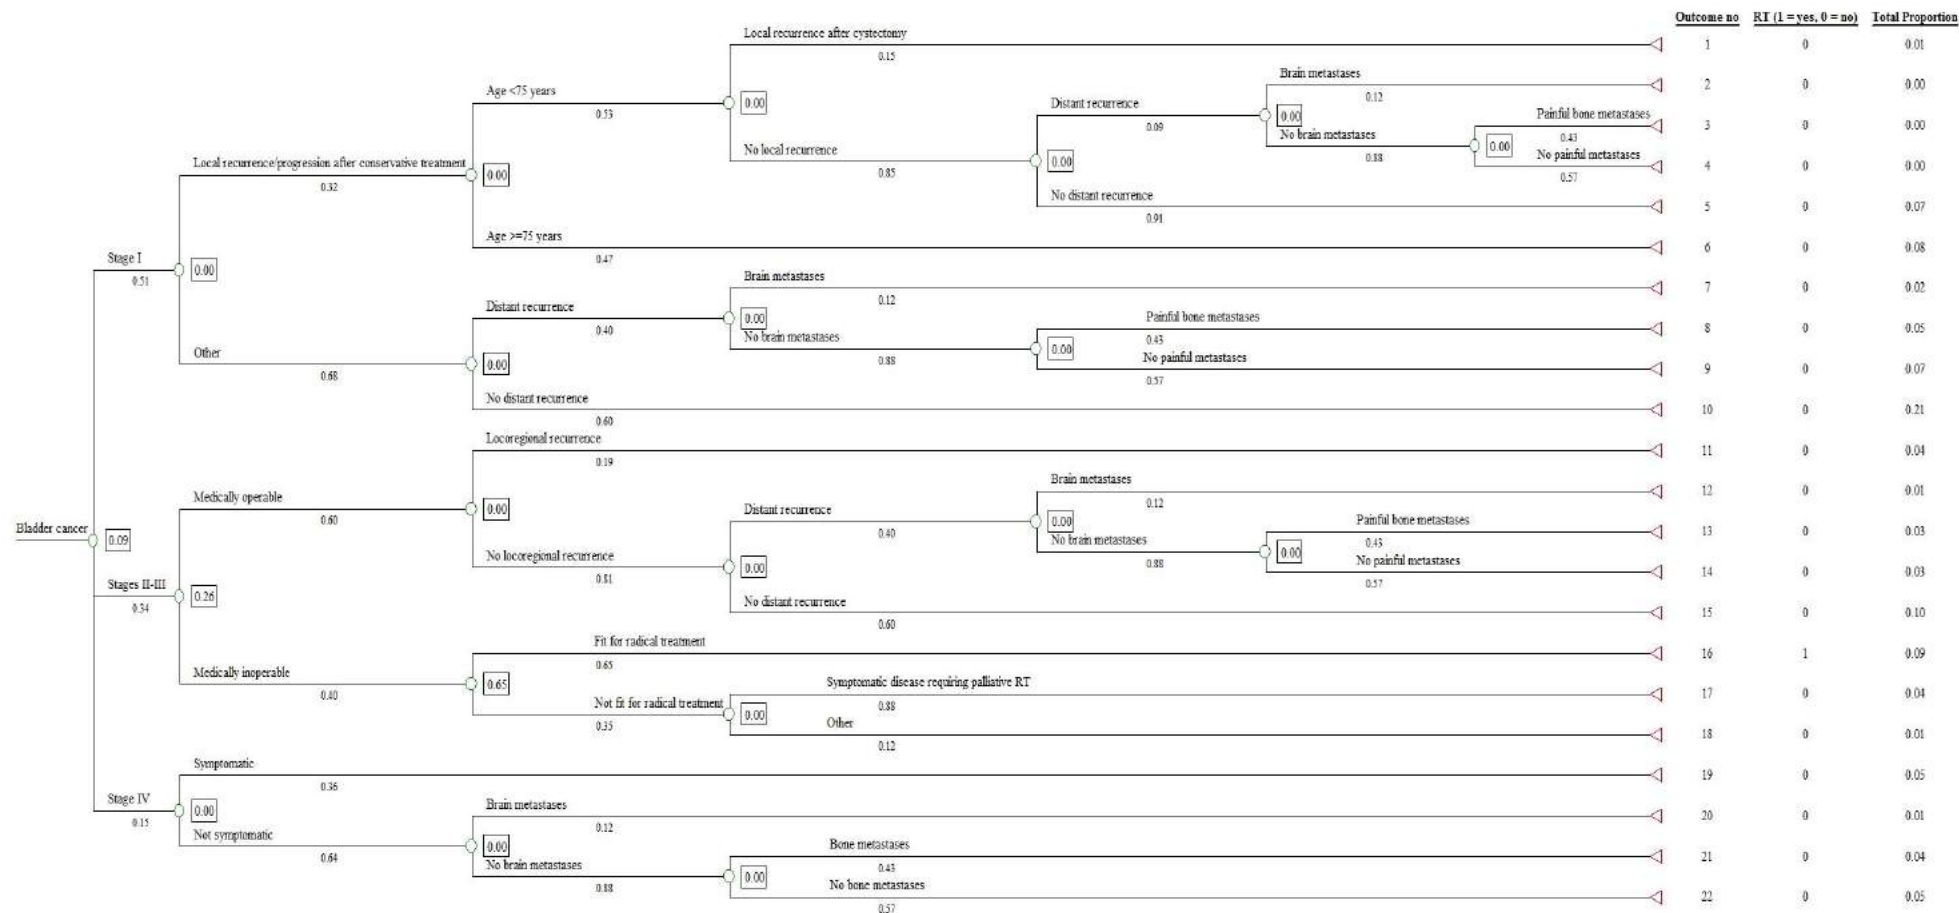 Outcome no RT (1 = yes, 0 = no) Total Proportion
Local recurrence after cystectomy
0.15
1 0 0.01
Brain metastases
0.12
2 0 0.00
Age <75 years
0.53
0.00
Distant recurrence
0.09
0.00
Painful bone metastases
0.43
3 0 0.00
No brain metastases
0.88
0.00
No painful metastases
0.57
4 0 0.00
No local recurrence
0.85
0.00
Local recurrence/progression after conservative treatment
0.32
0.00
No distant recurrence
0.91
5 0 0.07
Age >=75 years
0.47
6 0 0.08
Stage I
0.51
0.00
Brain metastases
0.12
7 0 0.02
Distant recurrence
0.40
0.00
Painful bone metastases
0.43
8 0 0.05
No brain metastases
0.88
0.00
No painful metastases
0.57
9 0 0.07
Other
0.68
0.00
No distant recurrence
0.60
10 0 0.21
Locoregional recurrence
0.19
11 0 0.04
Medically operable
0.60
0.00
Brain metastases
0.12
12 0 0.01
Distant recurrence
0.40
0.00
Painful bone metastases
0.43
13 0 0.03
No brain metastases
0.88
0.00
No painful metastases
0.57
14 0 0.03
Bladder cancer
0.09
No locoregional recurrence
0.81
0.00
No distant recurrence
0.60
15 0 0.10
Stages II-III
0.34
0.26
Fit for radical treatment
0.65
16 1 0.09
Medically inoperable
0.40
0.65
Symptomatic disease requiring palliative RT
0.88
17 0 0.04
Not fit for radical treatment
0.35
0.00
Other
0.12
18 0 0.01
Symptomatic
0.36
19 0 0.05
Stage IV
0.15
0.00
Brain metastases
0.12
20 0 0.01
Not symptomatic
0.64
0.00
Bone metastases
0.43
21 0 0.04
No brain metastases
0.88
0.00
No bone metastases
0.57
22 0 0.05